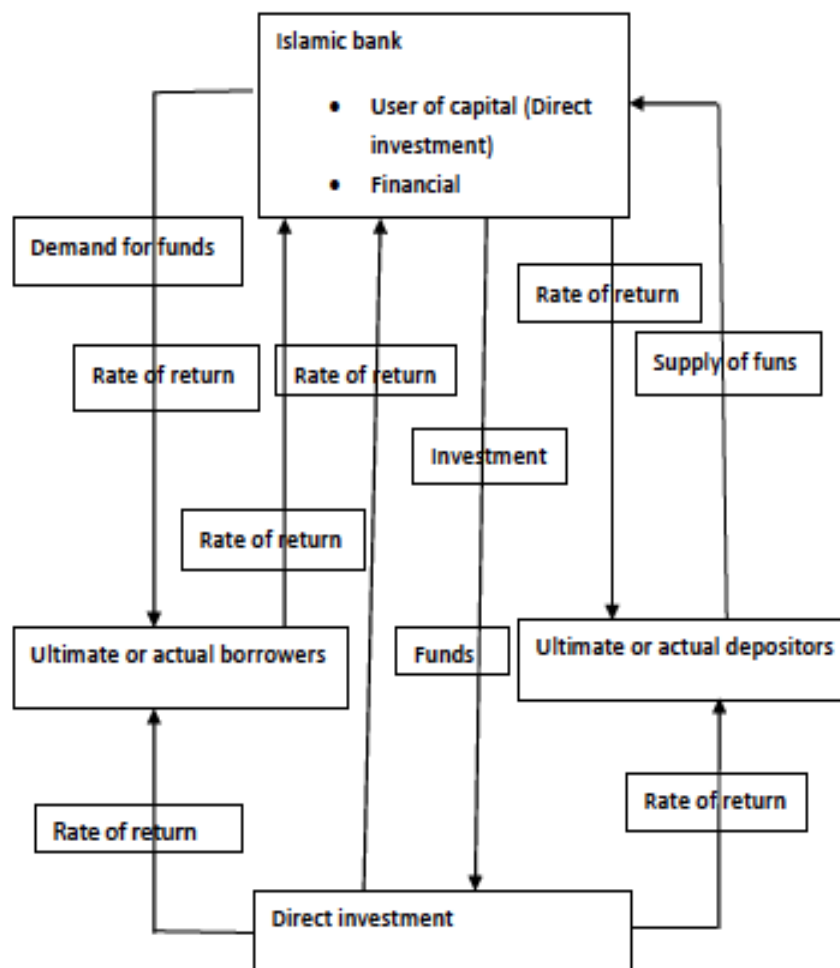 Islamic bank
• User of capital (Direct
investment)
• Financial
Demand for funds
Rate of return
Rate of return
Rate of return
Supply of funs
Investment
Rate of return
Ultimate or actual borrowers
Funds
Ultimate or actual depositors
Rate of return
Rate of return
Direct investment